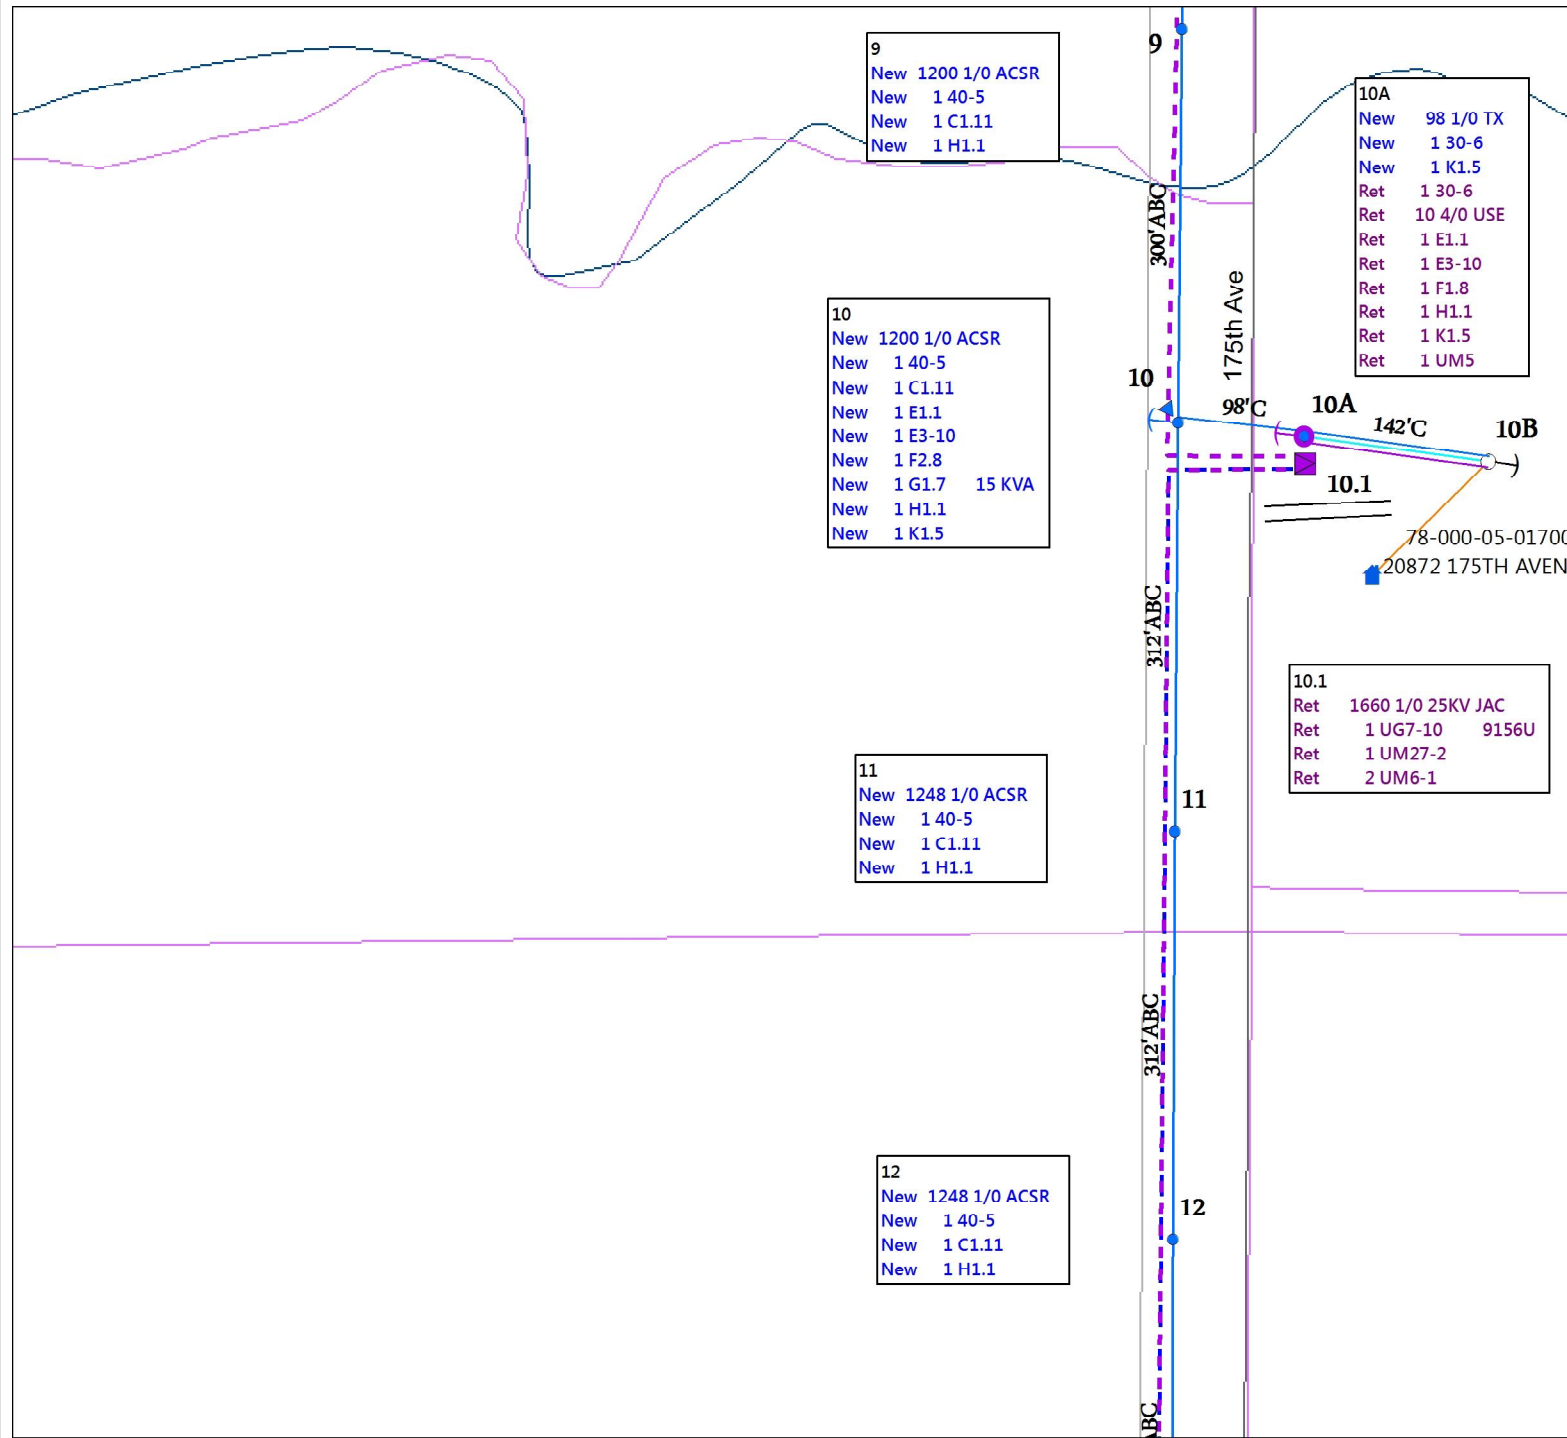 9
9
New 1200 1/0 ACSR
New 1 40-5
New 1 C1.11
New 1 H1.1
10A
New 98 1/0 TX
New 1 30-6
New 1 K1.5
Ret 1 30-6
Ret 10 4/0 USE
Ret 1 E1.1
Ret 1 E3-10
Ret 1 F1.8
Ret 1 H1.1
Ret 1 K1.5
Ret 1 UM5
300'ABC
175th Ave
10
New 1200 1/0 ACSR
New 1 40-5
New 1 C1.11
New 1 E1.1
New 1 E3-10
New 1 F2.8
New 1 G1.7 15 KVA
New 1 H1.1
New 1 K1.5
10
98'C
10A
142'C
10B
10.1
78-000-05-01700
20872 175TH AVEN
312'ABC
10.1
Ret 1660 1/0 25KV JAC
Ret 1 UG7-10 9156U
Ret 1 UM27-2
Ret 2 UM6-1
11
New 1248 1/0 ACSR
New 1 40-5
New 1 C1.11
New 1 H1.1
11
312'ABC
12
New 1248 1/0 ACSR
New 1 40-5
New 1 C1.11
New 1 H1.1
12
ABC